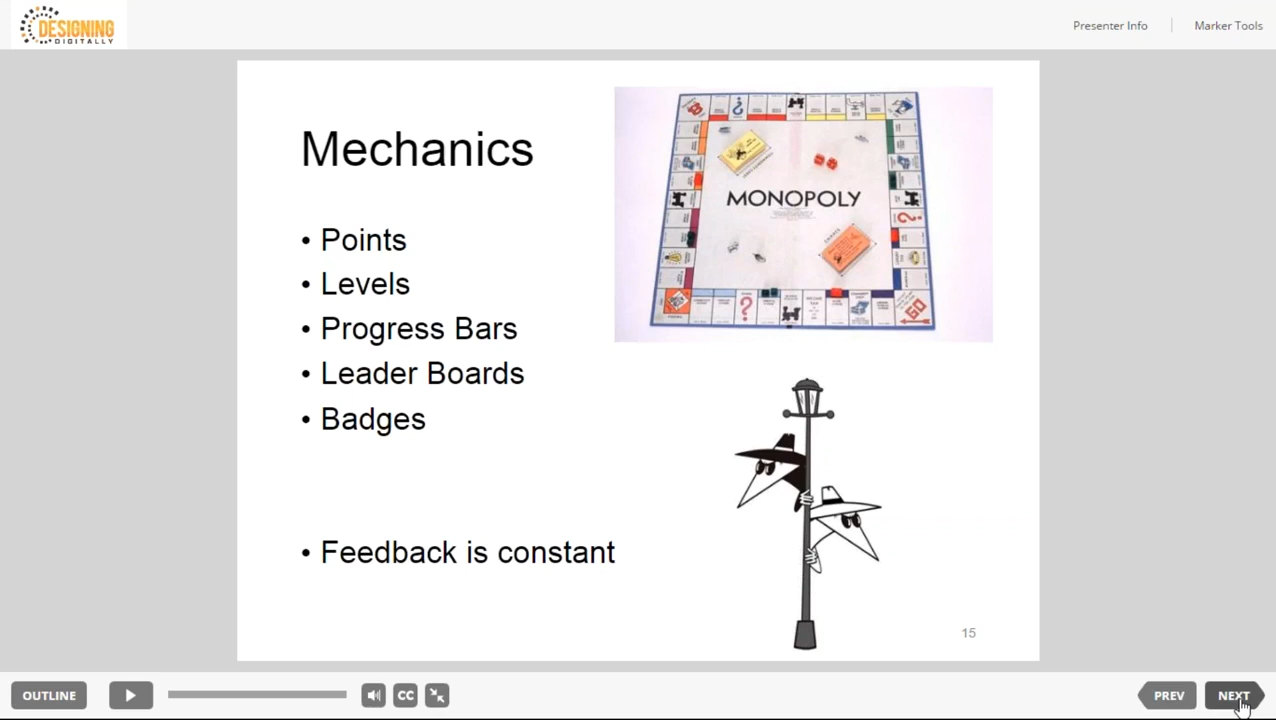 DESIGNING
DIGITALLY
Presenter Info
Marker Tools
Mechanics
• Points
• Levels
• Progress Bars
• Leader Boards
• Badges
• Feedback is constant
MONOPOLY
GO
15
OUTLINE
CC
PREV
NEXT